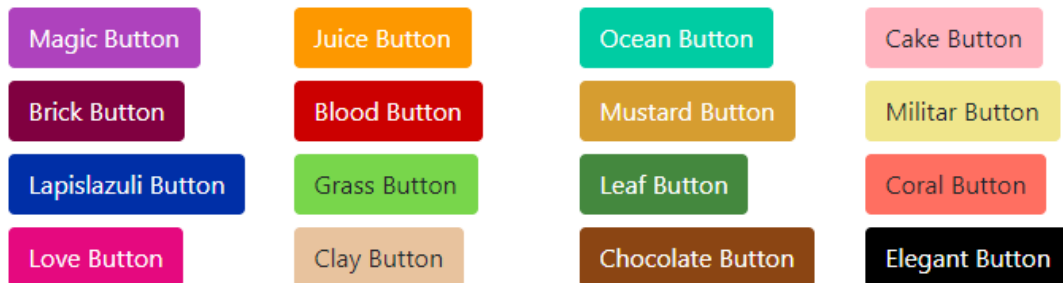 Magic Button Juice Button Ocean Button Cake Button
Brick Button Blood Button Mustard Button Militar Button
Lapislazuli Button Grass Button Leaf Button Coral Button
Love Button Clay Button Chocolate Button Elegant Button